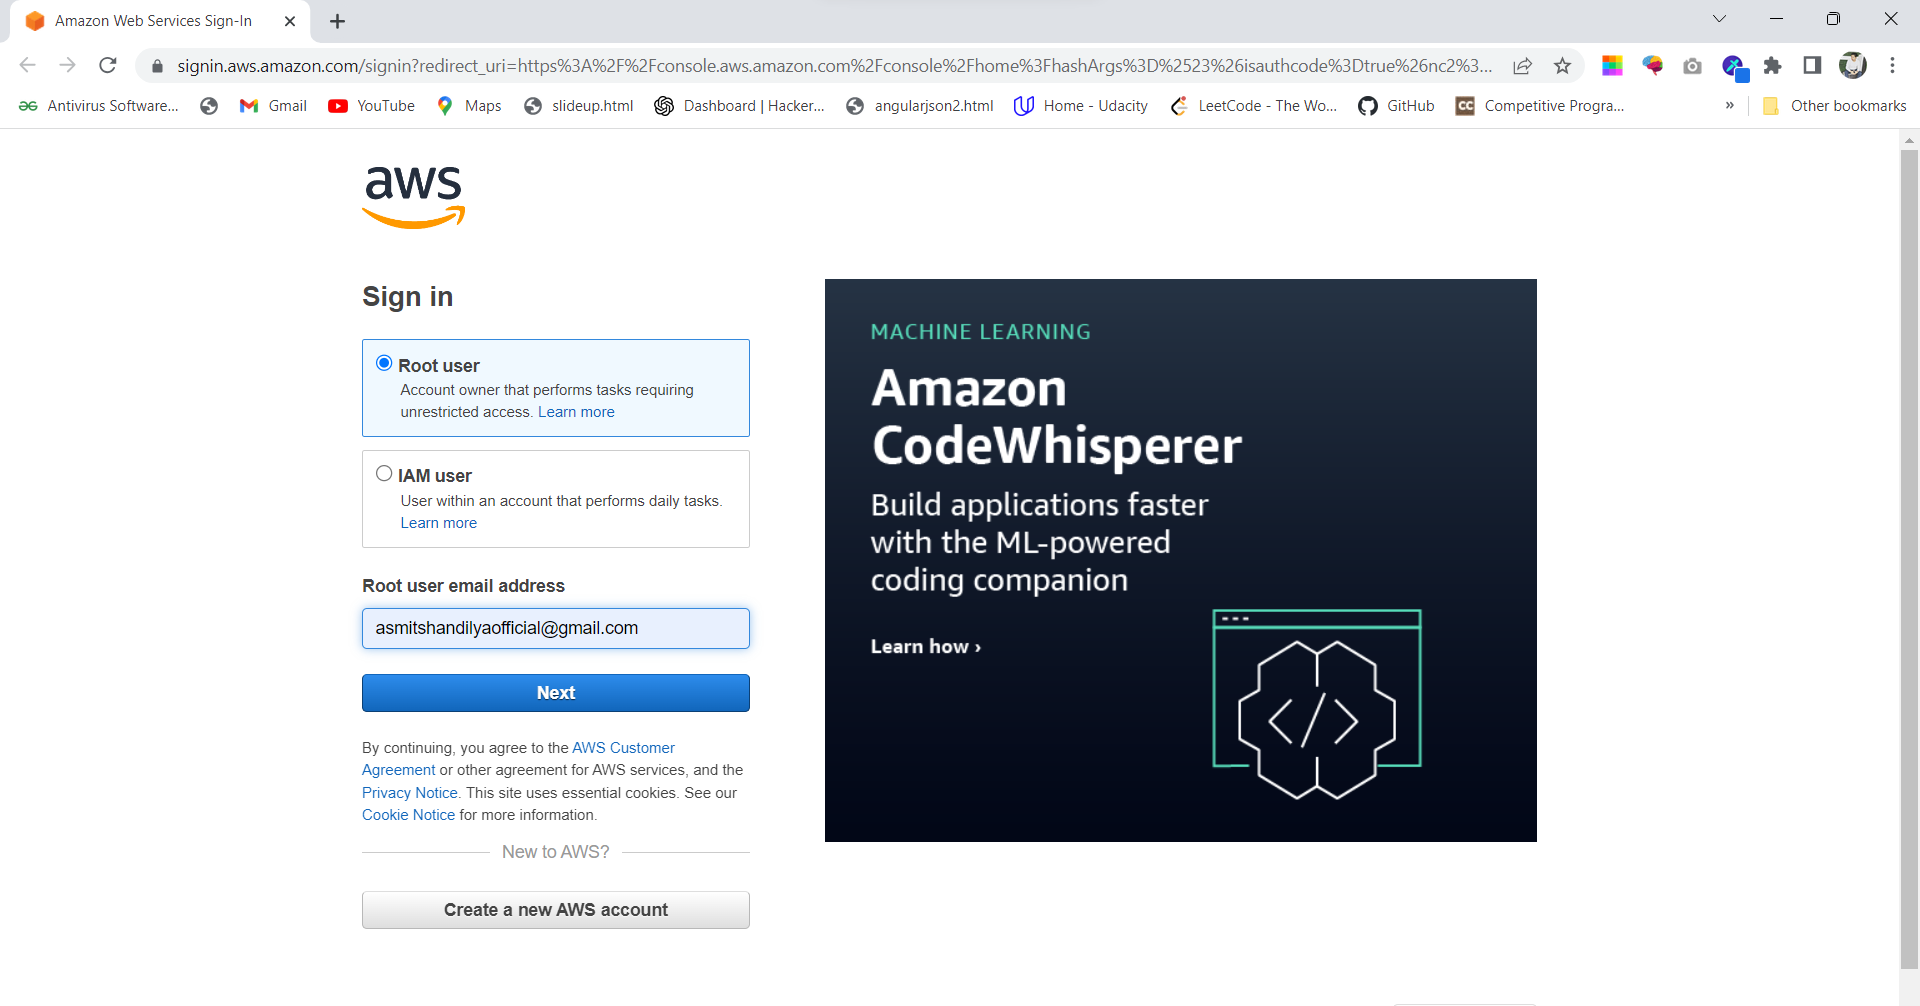 Amazon Web Services Sign-In
signin.aws.amazon.com/signin?redirect_uri=https%3A%2F%2Fconsole.aws.amazon.com%2Fconsole%2Fhome%3FhashArgs%3D%2523%26isauthcode%3Dtrue%26nc2%3...
Antivirus Software... Gmail YouTube Maps slideup.html Dashboard | Hacker... angularjson2.html Home - Udacity LeetCode - The Wo... GitHub CC Competitive Progra... » Other bookmarks
aws
Sign in
Root user
Account owner that performs tasks requiring
unrestricted access. Learn more
IAM user
User within an account that performs daily tasks.
Learn more
Root user email address
asmitshandilyaofficial@gmail.com
Next
By continuing, you agree to the AWS Customer
Agreement or other agreement for AWS services, and the
Privacy Notice. This site uses essential cookies. See our
Cookie Notice for more information.
New to AWS?
Create a new AWS account
MACHINE LEARNING
Amazon
CodeWhisperer
Build applications faster
with the ML-powered
coding companion
Learn how ›